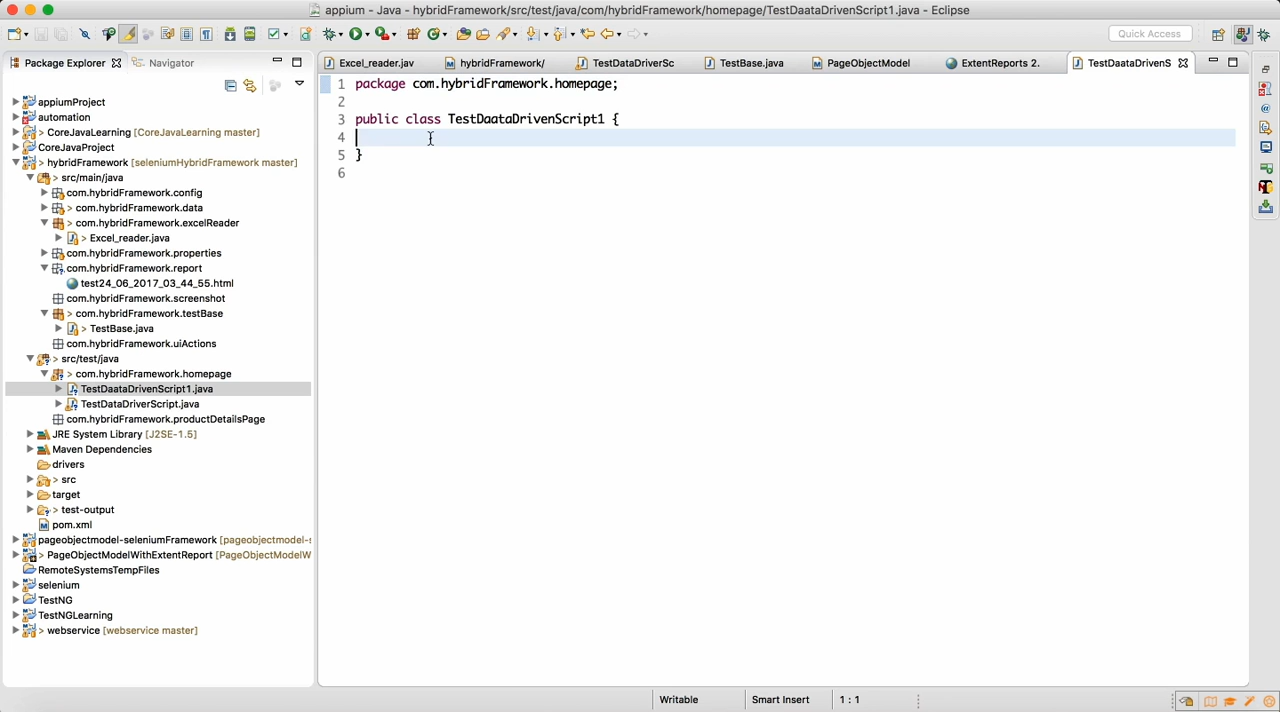 appium - Java - hybridFramework/src/test/java/com/hybridFramework/homepage/TestDaataDrivenScript1.java - Eclipse
Quick Access
Package Explorer
Navigator
Excel_reader.jav
hybridFramework/
TestDataDriverSc
TestBase.java
PageObjectModel
ExtentReports 2.
TestDaataDrivenS
appiumProject
automation
> CoreJavaLearning [CoreJavaLearning master]
CoreJavaProject
> hybridFramework [seleniumHybridFramework master]
> src/main/java
com.hybridFramework.config
> com.hybridFramework.data
> com.hybridFramework.excelReader
> Excel_reader.java
com.hybridFramework.properties
com.hybridFramework.report
test24_06_2017_03_44_55.html
com.hybridFramework.screenshot
> com.hybridFramework.testBase
> TestBase.java
com.hybridFramework.uiActions
> src/test/java
> com.hybridFramework.homepage
TestDaataDrivenScript1.java
TestDataDriverScript.java
com.hybridFramework.productDetailsPage
JRE System Library [J2SE-1.5]
Maven Dependencies
drivers
> src
target
> test-output
pom.xml
pageobjectmodel-seleniumFramework [pageobjectmodel-s
> PageObjectModelWithExtentReport [PageObjectModelW
RemoteSystemsTempFiles
selenium
TestNG
TestNGLearning
> webservice [webservice master]
1 package com.hybridFramework.homepage;
2
3 public class TestDaataDrivenScript1 {
4
5 }
6
Writable
Smart Insert
1 : 1